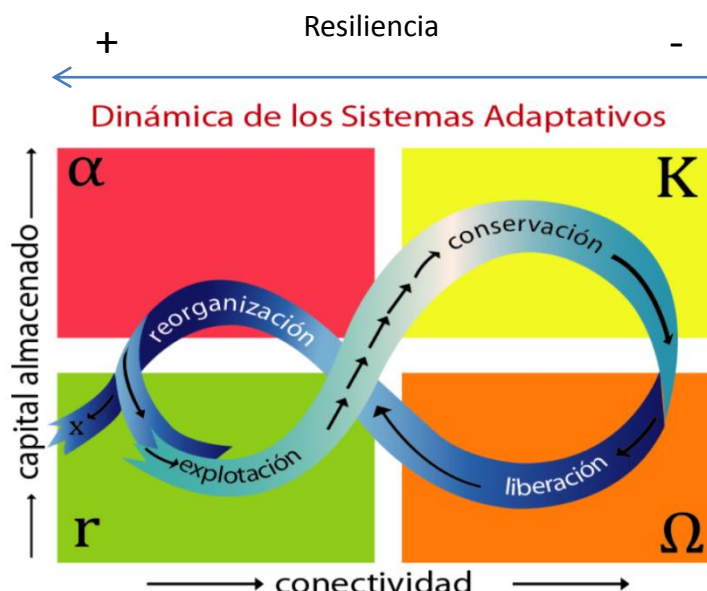 Resiliencia
+ -
Dinámica de los Sistemas Adaptativos
α K
conservación
reorganización
capital almacenado
x
explotación
liberación
r Ω
conectividad